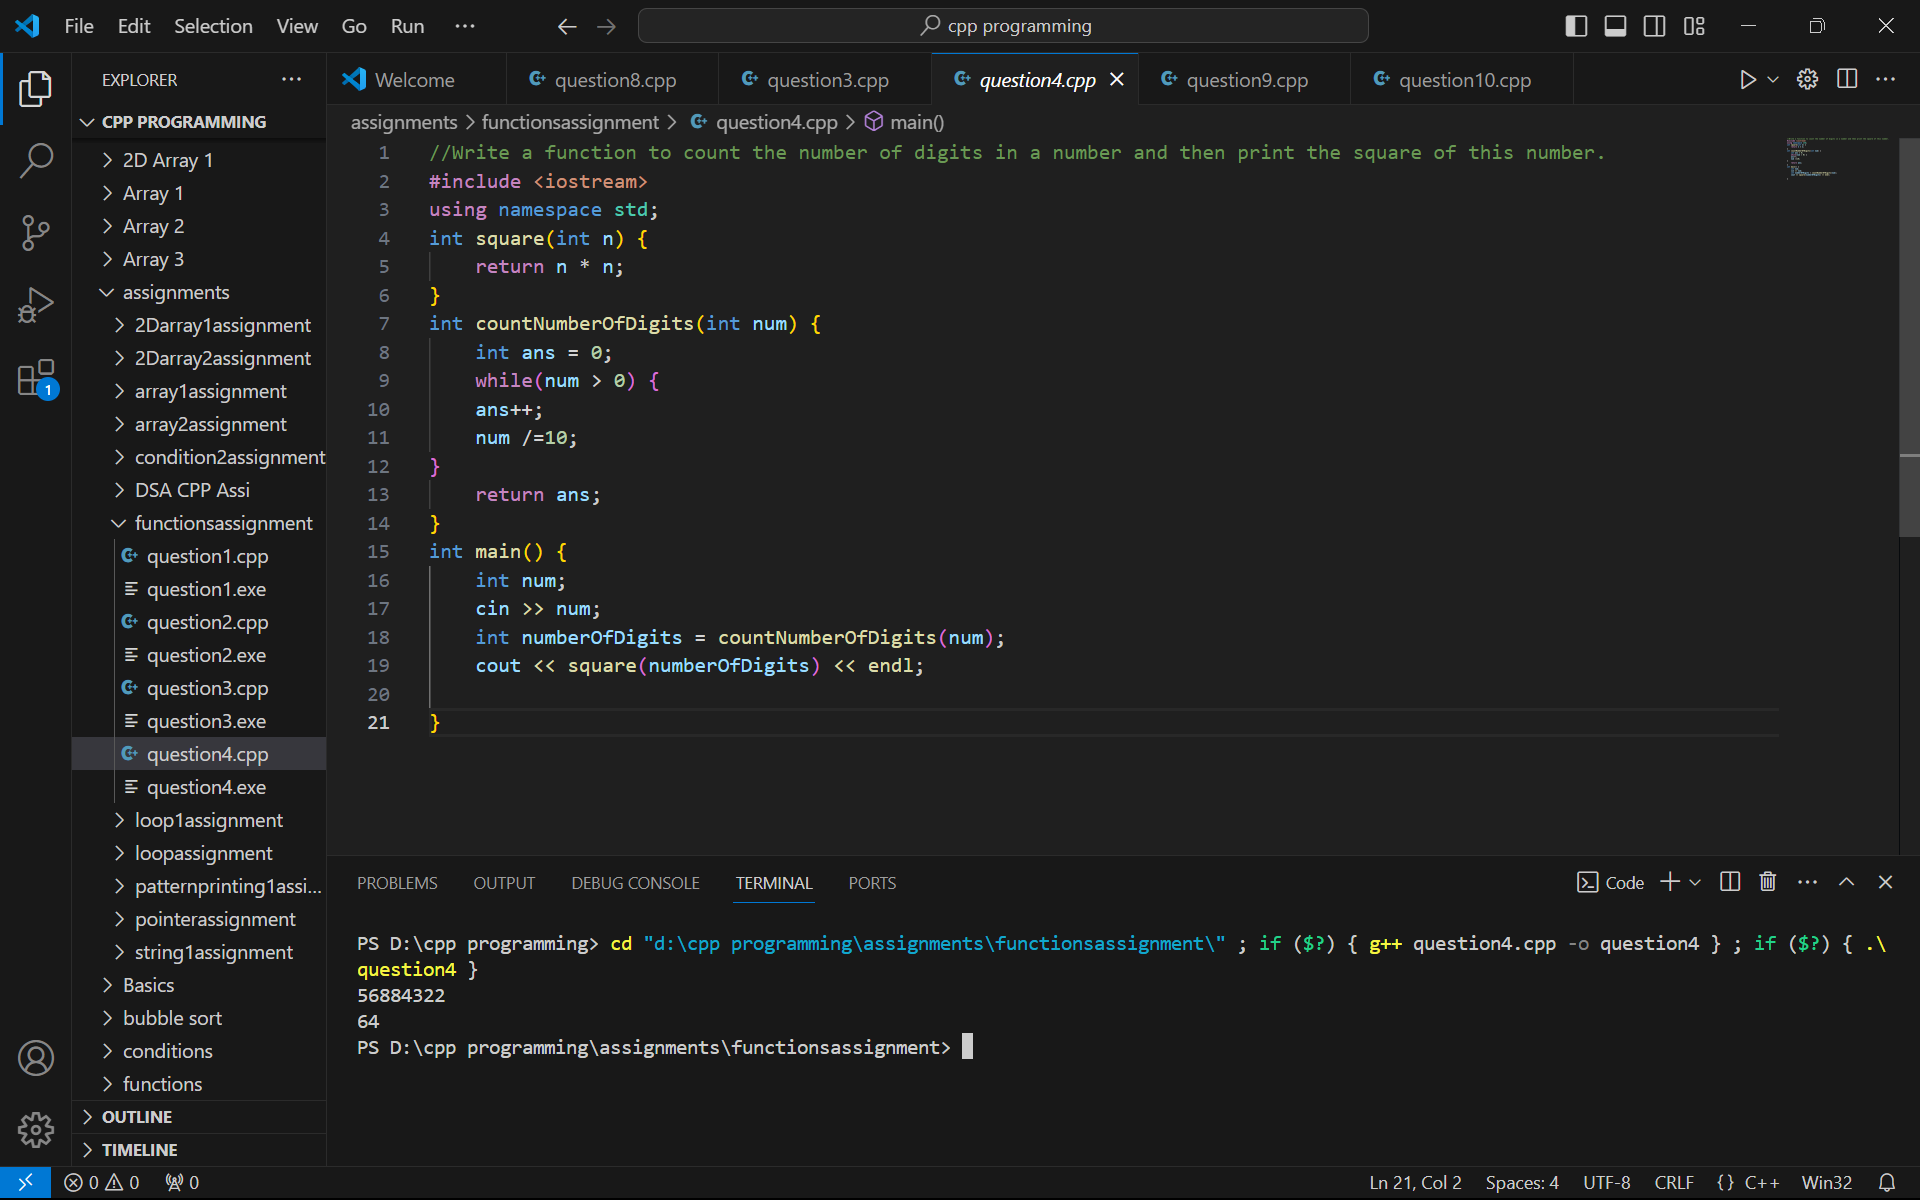 File Edit Selection View Go Run ··· cpp programming
EXPLORER ···
CPP PROGRAMMING
2D Array 1
Array 1
Array 2
Array 3
assignments
2Darray1assignment
2Darray2assignment
array1assignment
array2assignment
condition2assignment
DSA CPP Assi
functionsassignment
question1.cpp
question1.exe
question2.cpp
question2.exe
question3.cpp
question3.exe
question4.cpp
question4.exe
loop1assignment
loopassignment
patternprinting1assi...
pointerassignment
string1assignment
Basics
bubble sort
conditions
functions
OUTLINE
TIMELINE
1
Welcome question8.cpp question3.cpp question4.cpp question9.cpp question10.cpp
assignments > functionsassignment > question4.cpp > main()
1 //Write a function to count the number of digits in a number and then print the square of this number.
2 #include <iostream>
3 using namespace std;
4 int square(int n) {
5     return n * n;
6 }
7 int countNumberOfDigits(int num) {
8     int ans = 0;
9     while(num > 0) {
10     ans++;
11     num /=10;
12 }
13     return ans;
14 }
15 int main() {
16     int num;
17     cin >> num;
18     int numberOfDigits = countNumberOfDigits(num);
19     cout << square(numberOfDigits) << endl;
20
21 }
PROBLEMS OUTPUT DEBUG CONSOLE TERMINAL PORTS Code
PS D:\cpp programming> cd "d:\cpp programming\assignments\functionsassignment\" ; if ($?) { g++ question4.cpp -o question4 } ; if ($?) { .\
question4 }
56884322
64
PS D:\cpp programming\assignments\functionsassignment>
0 0 0 Ln 21, Col 2 Spaces: 4 UTF-8 CRLF {} C++ Win32